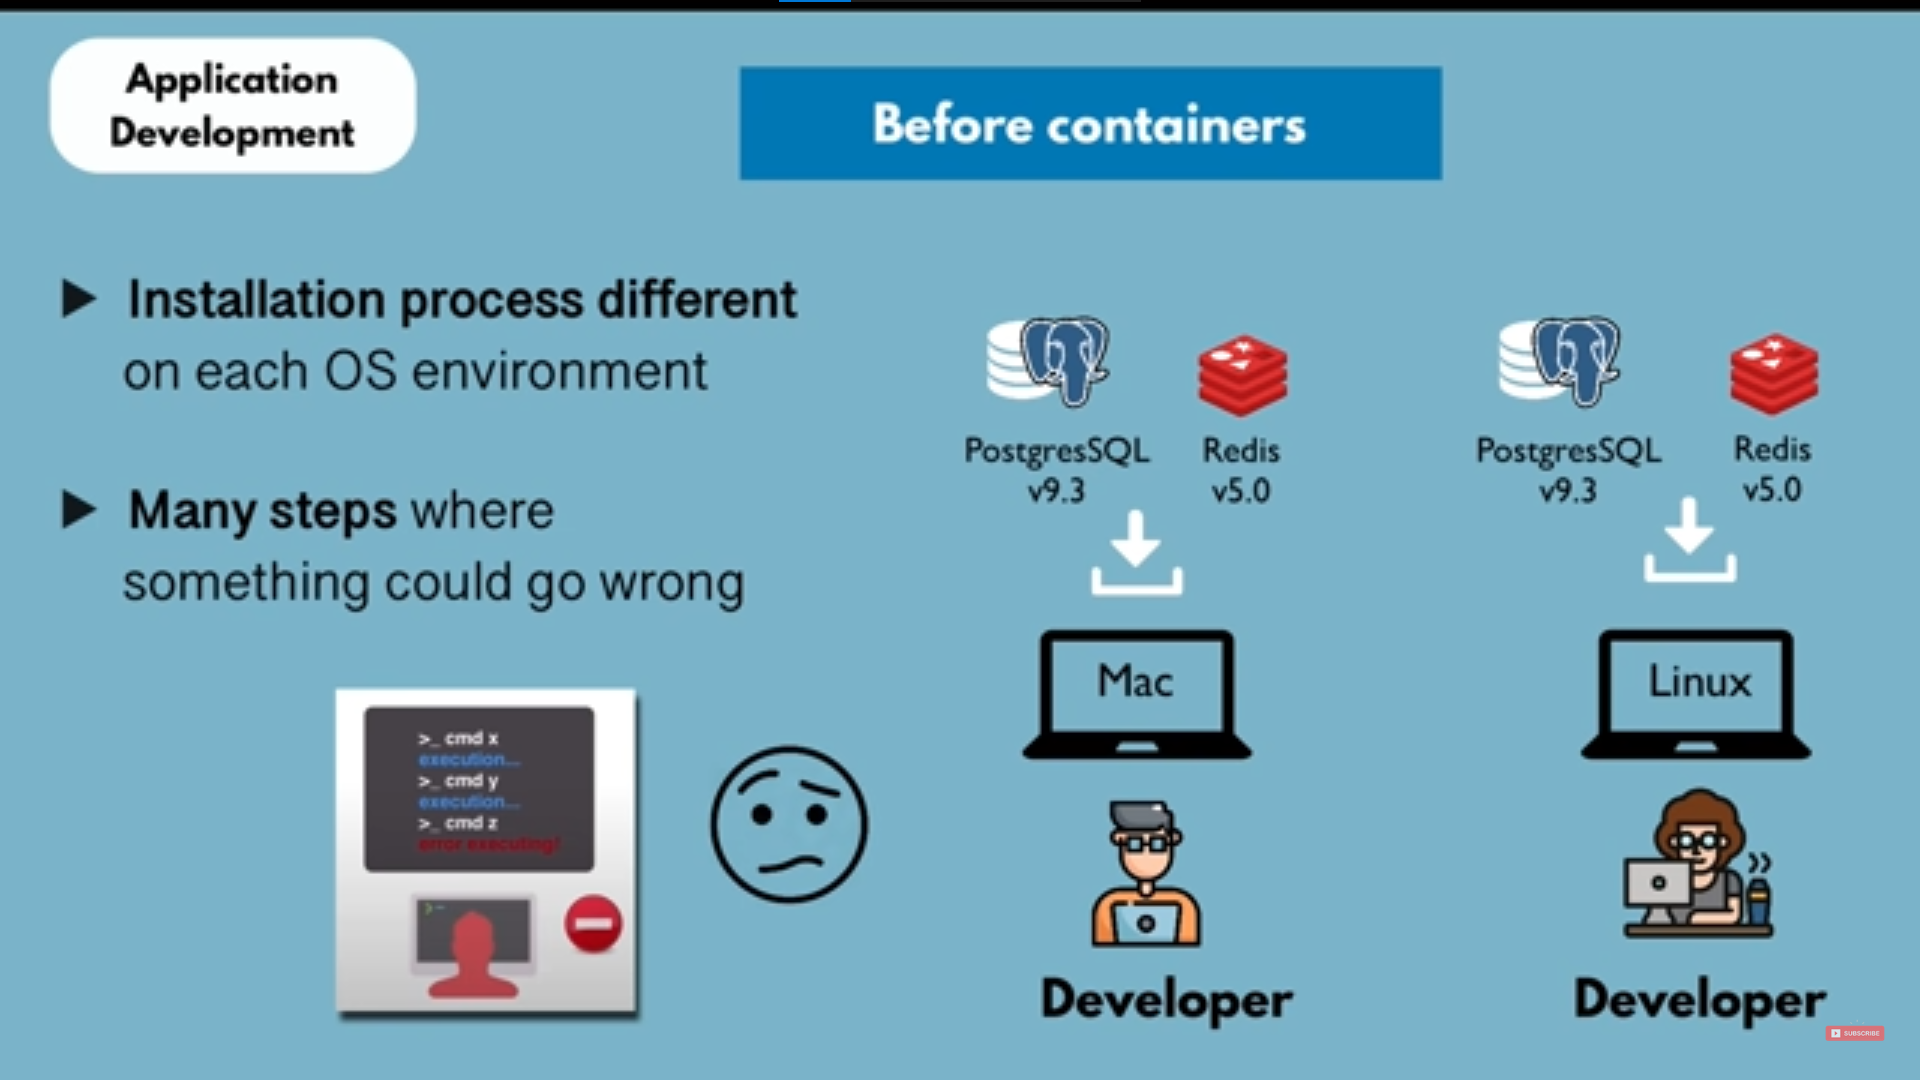 Application
Development
Before containers
Installation process different
on each OS environment
Many steps where
something could go wrong
PostgresSQL
v9.3
Redis
v5.0
PostgresSQL
v9.3
Redis
v5.0
Mac
Linux
>_ cmd x
execution...
>_ cmd y
execution...
>_ cmd z
error executing!
Developer
Developer
SUBSCRIBE